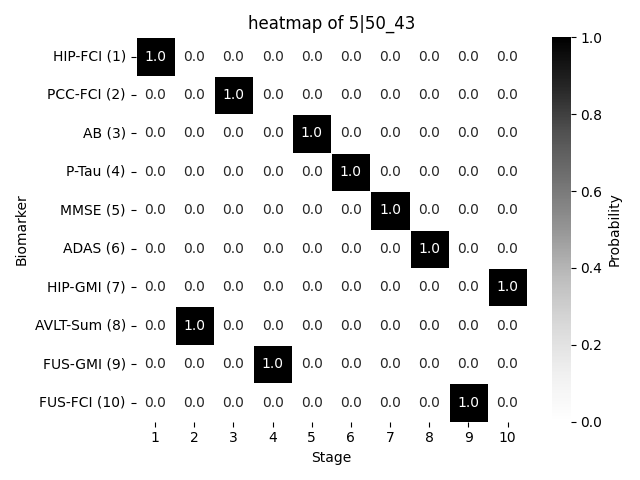 heatmap of 5|50_43
HIP-FCI (1) 1.0 0.0 0.0 0.0 0.0 0.0 0.0 0.0 0.0 0.0
PCC-FCI (2) 0.0 0.0 1.0 0.0 0.0 0.0 0.0 0.0 0.0 0.0
AB (3) 0.0 0.0 0.0 0.0 1.0 0.0 0.0 0.0 0.0 0.0
P-Tau (4) 0.0 0.0 0.0 0.0 0.0 1.0 0.0 0.0 0.0 0.0
MMSE (5) 0.0 0.0 0.0 0.0 0.0 0.0 1.0 0.0 0.0 0.0
ADAS (6) 0.0 0.0 0.0 0.0 0.0 0.0 0.0 1.0 0.0 0.0
HIP-GMI (7) 0.0 0.0 0.0 0.0 0.0 0.0 0.0 0.0 0.0 1.0
AVLT-Sum (8) 0.0 1.0 0.0 0.0 0.0 0.0 0.0 0.0 0.0 0.0
FUS-GMI (9) 0.0 0.0 0.0 1.0 0.0 0.0 0.0 0.0 0.0 0.0
FUS-FCI (10) 0.0 0.0 0.0 0.0 0.0 0.0 0.0 0.0 1.0 0.0
1 2 3 4 5 6 7 8 9 10
Stage
Biomarker
1.0
0.8
0.6
0.4
0.2
0.0
Probability